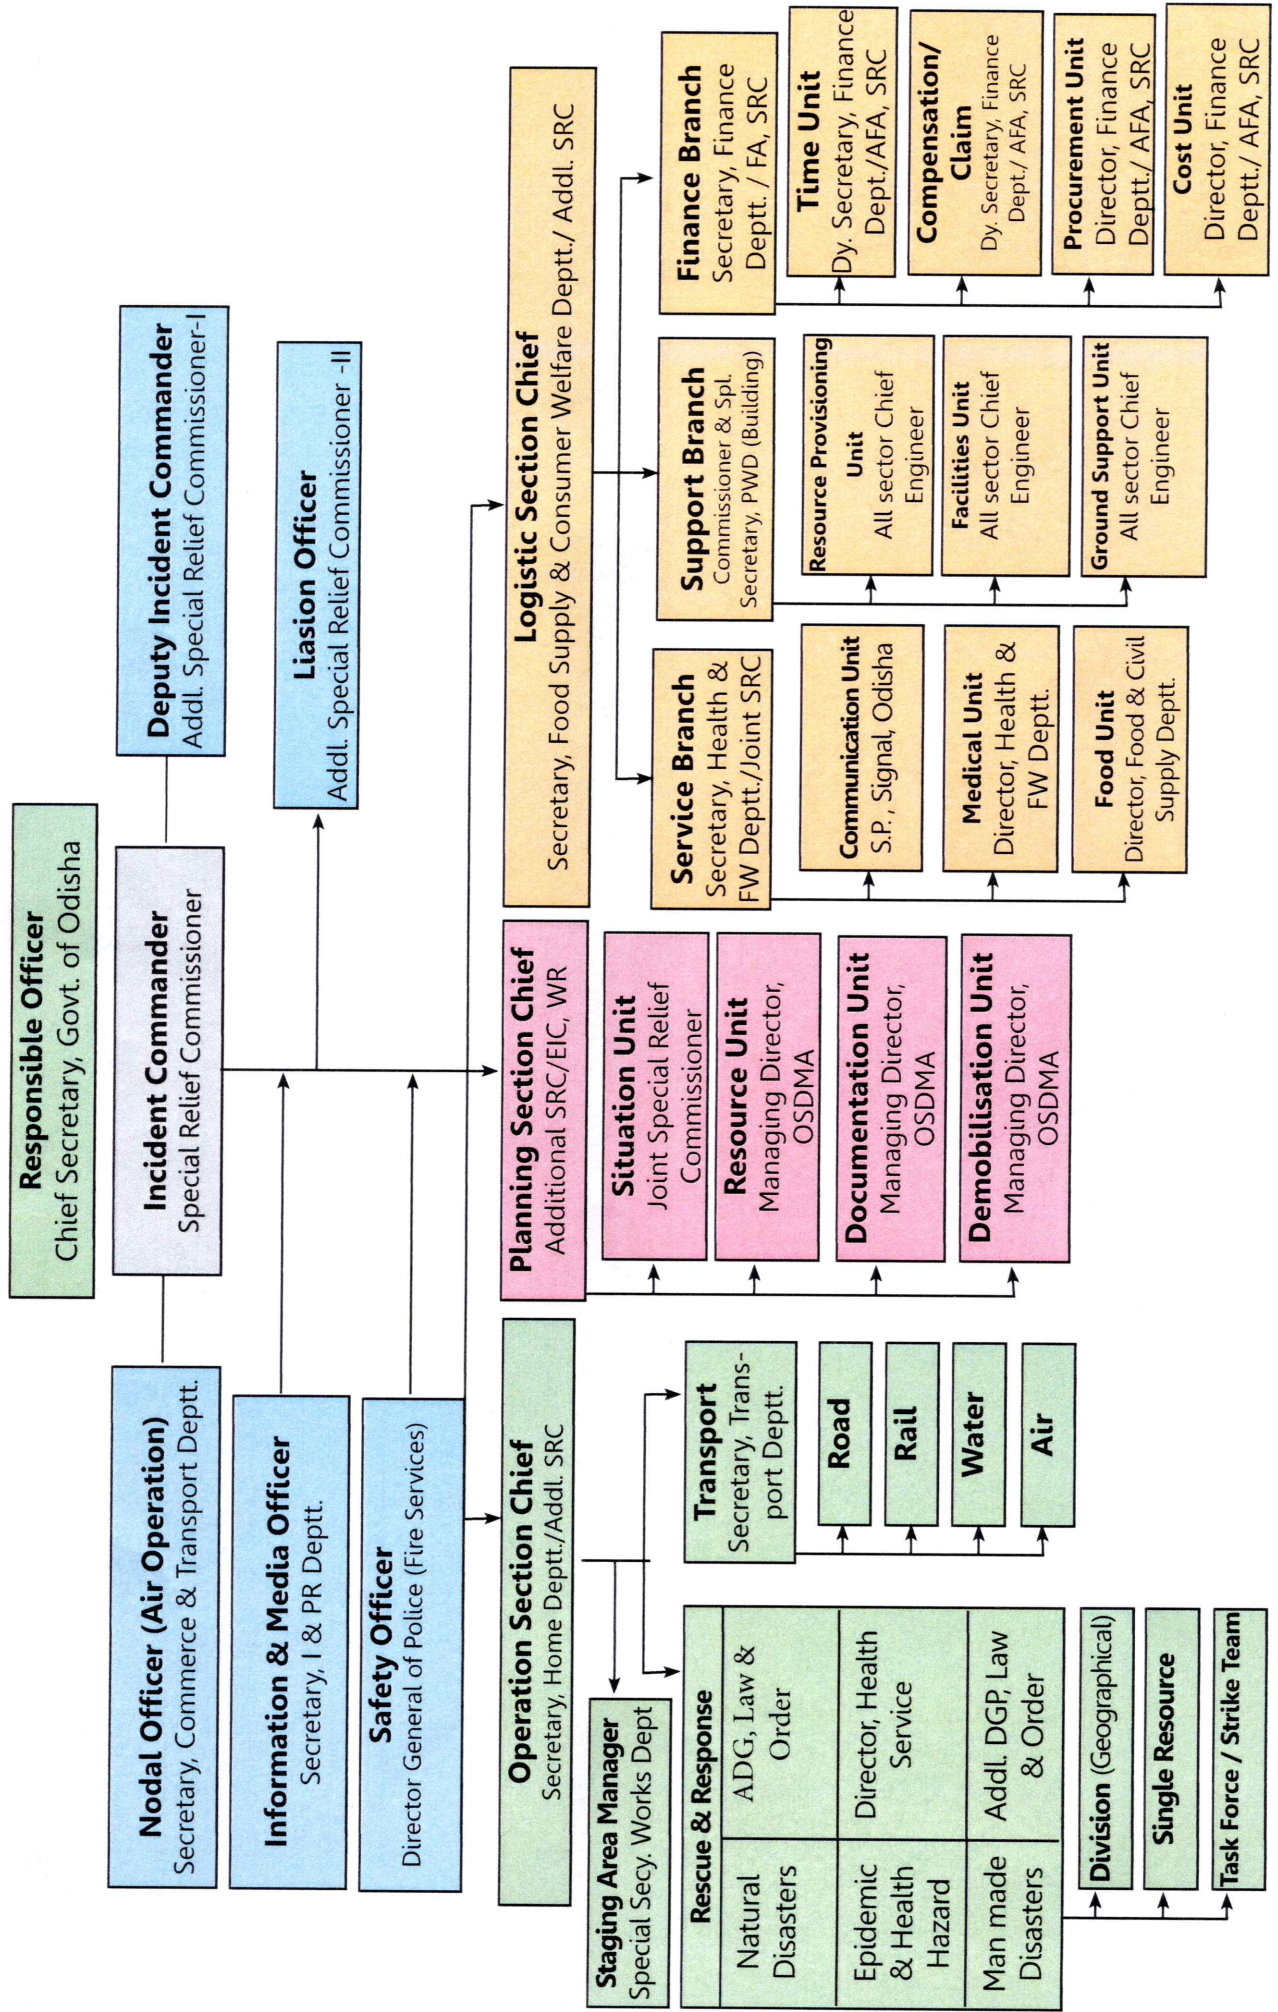 Responsible Officer
Chief Secretary, Govt. of Odisha
Nodal Officer (Air Operation)
Secretary, Commerce & Transport Deptt.
Incident Commander
Special Relief Commissioner
Deputy Incident Commander
Addl. Special Relief Commissioner-I
Information & Media Officer
Secretary, I & PR Deptt.
Liasion Officer
Addl. Special Relief Commissioner -II
Safety Officer
Director General of Police (Fire Services)
Operation Section Chief
Secretary, Home Deptt./Addl. SRC
Staging Area Manager
Special Secy. Works Dept
Rescue & Response
Natural
Disasters
ADG, Law &
Order
Epidemic
& Health
Hazard
Director, Health
Service
Man made
Disasters
Addl. DGP, Law
& Order
Division (Geographical)
Single Resource
Task Force / Strike Team
Transport
Secretary, Trans-
port Deptt.
Road
Rail
Water
Air
Planning Section Chief
Additional SRC/EIC, WR
Situation Unit
Joint Special Relief
Commissioner
Resource Unit
Managing Director,
OSDMA
Documentation Unit
Managing Director,
OSDMA
Demobilisation Unit
Managing Director,
OSDMA
Logistic Section Chief
Secretary, Food Supply & Consumer Welfare Deptt./ Addl. SRC
Service Branch
Secretary, Health &
FW Deptt./Joint SRC
Communication Unit
S.P., Signal, Odisha
Medical Unit
Director, Health &
FW Deptt.
Food Unit
Director, Food & Civil
Supply Deptt.
Support Branch
Commissioner & Spl.
Secretary, PWD (Building)
Resource Provisioning
Unit
All sector Chief
Engineer
Facilities Unit
All sector Chief
Engineer
Ground Support Unit
All sector Chief
Engineer
Finance Branch
Secretary, Finance
Deptt. / FA, SRC
Time Unit
Dy. Secretary, Finance
Dept./AFA, SRC
Compensation/
Claim
Dy. Secretary, Finance
Dept./ AFA, SRC
Procurement Unit
Director, Finance
Deptt./ AFA, SRC
Cost Unit
Director, Finance
Deptt./ AFA, SRC